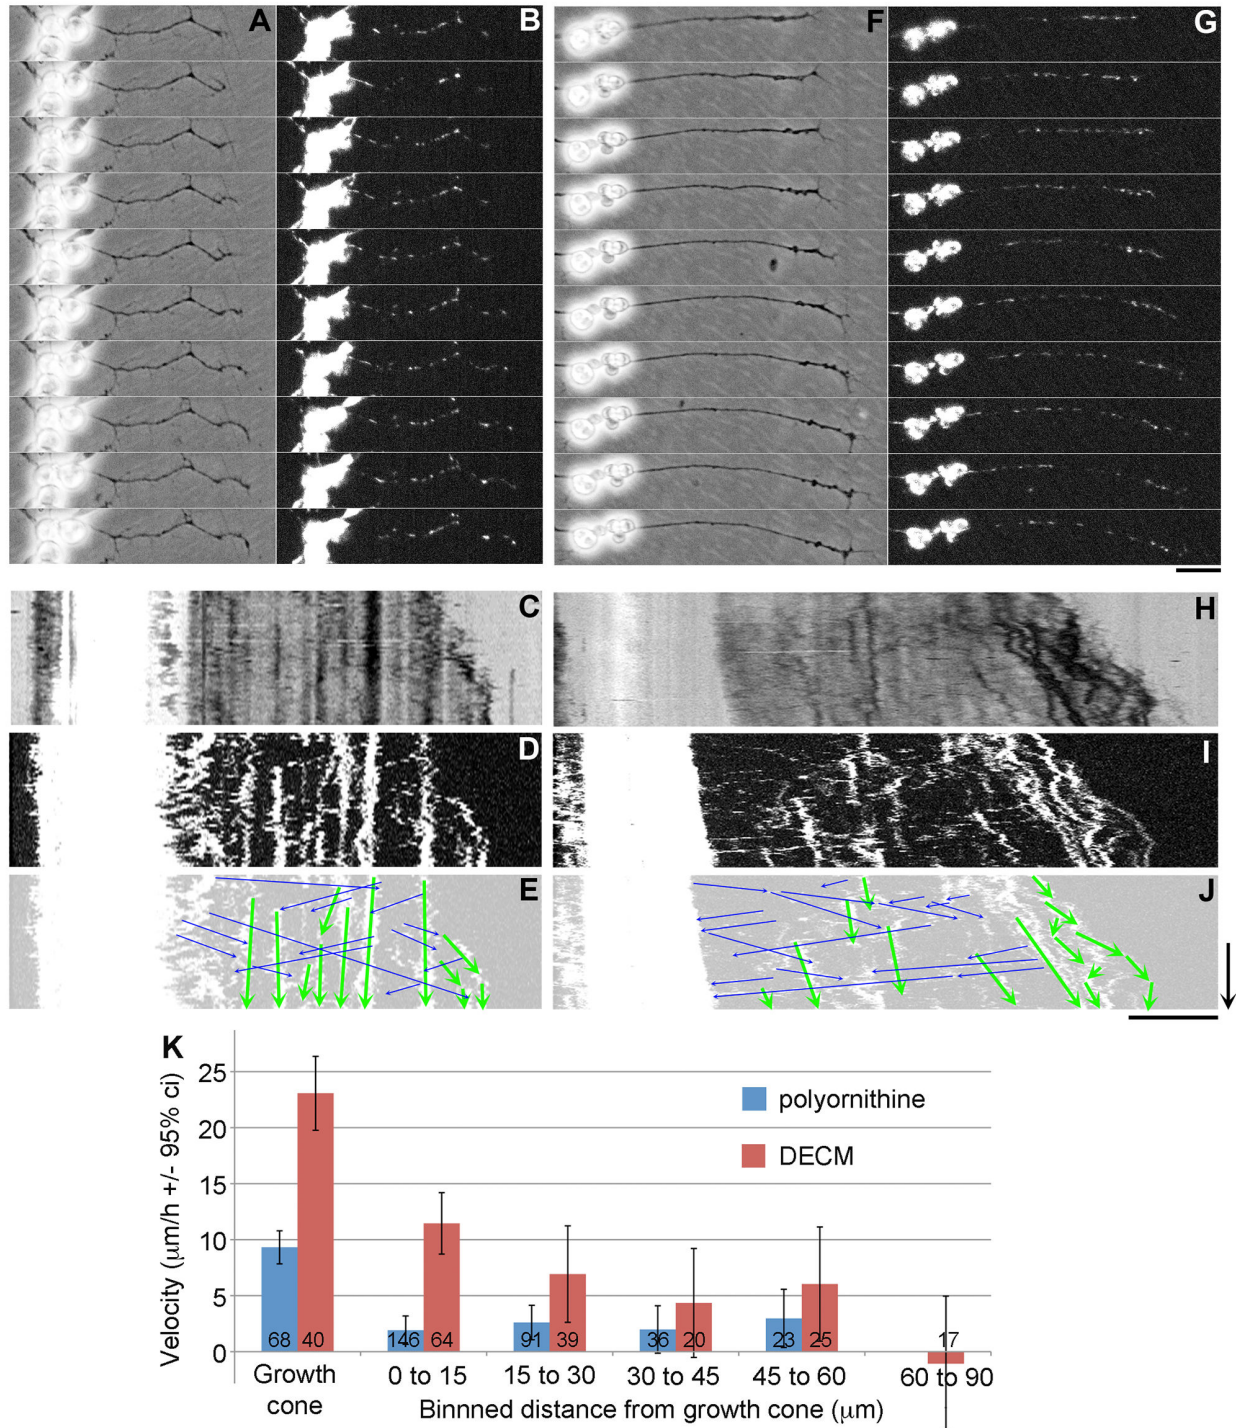 A B F G
C H
D I
E J
K
Velocity (μm/h +/- 95% ci)
25
20
15
10
5
0
polyornithine
DECM
68 40 146 64 91 39 36 20 23 25 17
Growth cone 0 to 15 15 to 30 30 to 45 45 to 60 60 to 90
Binnned distance from growth cone (μm)